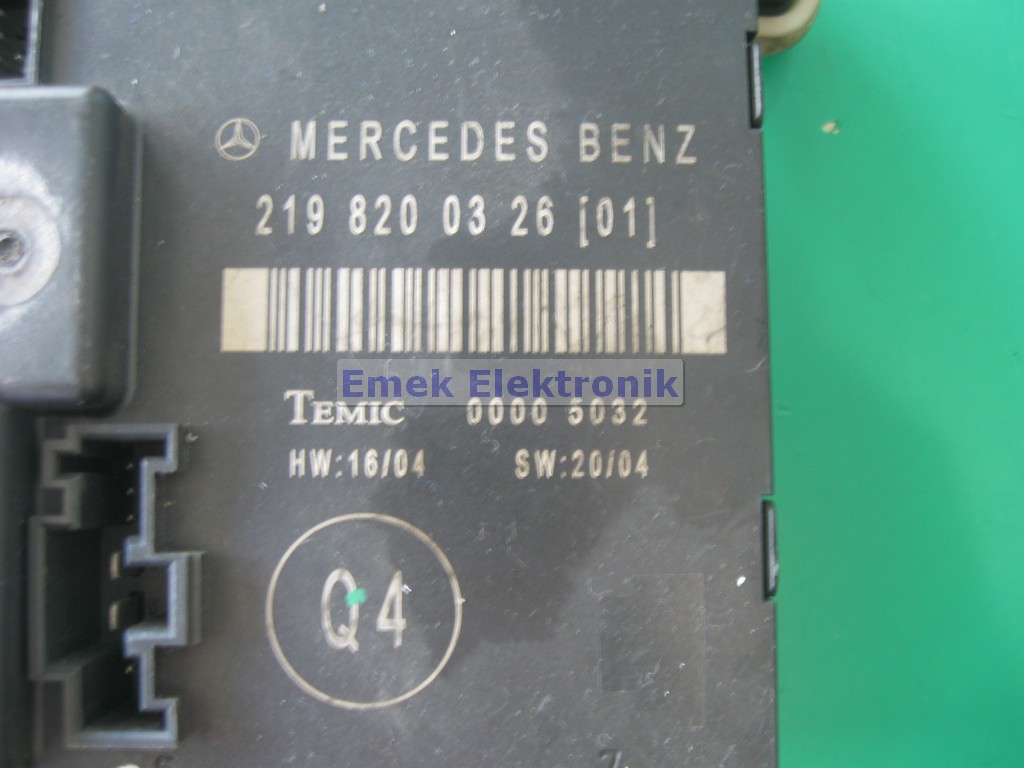 MERCEDES BENZ
219 820 03 26 [01]
Emek Elektronik
TEMIC 0000 5032
HW:16/04 SW:20/04
Q4